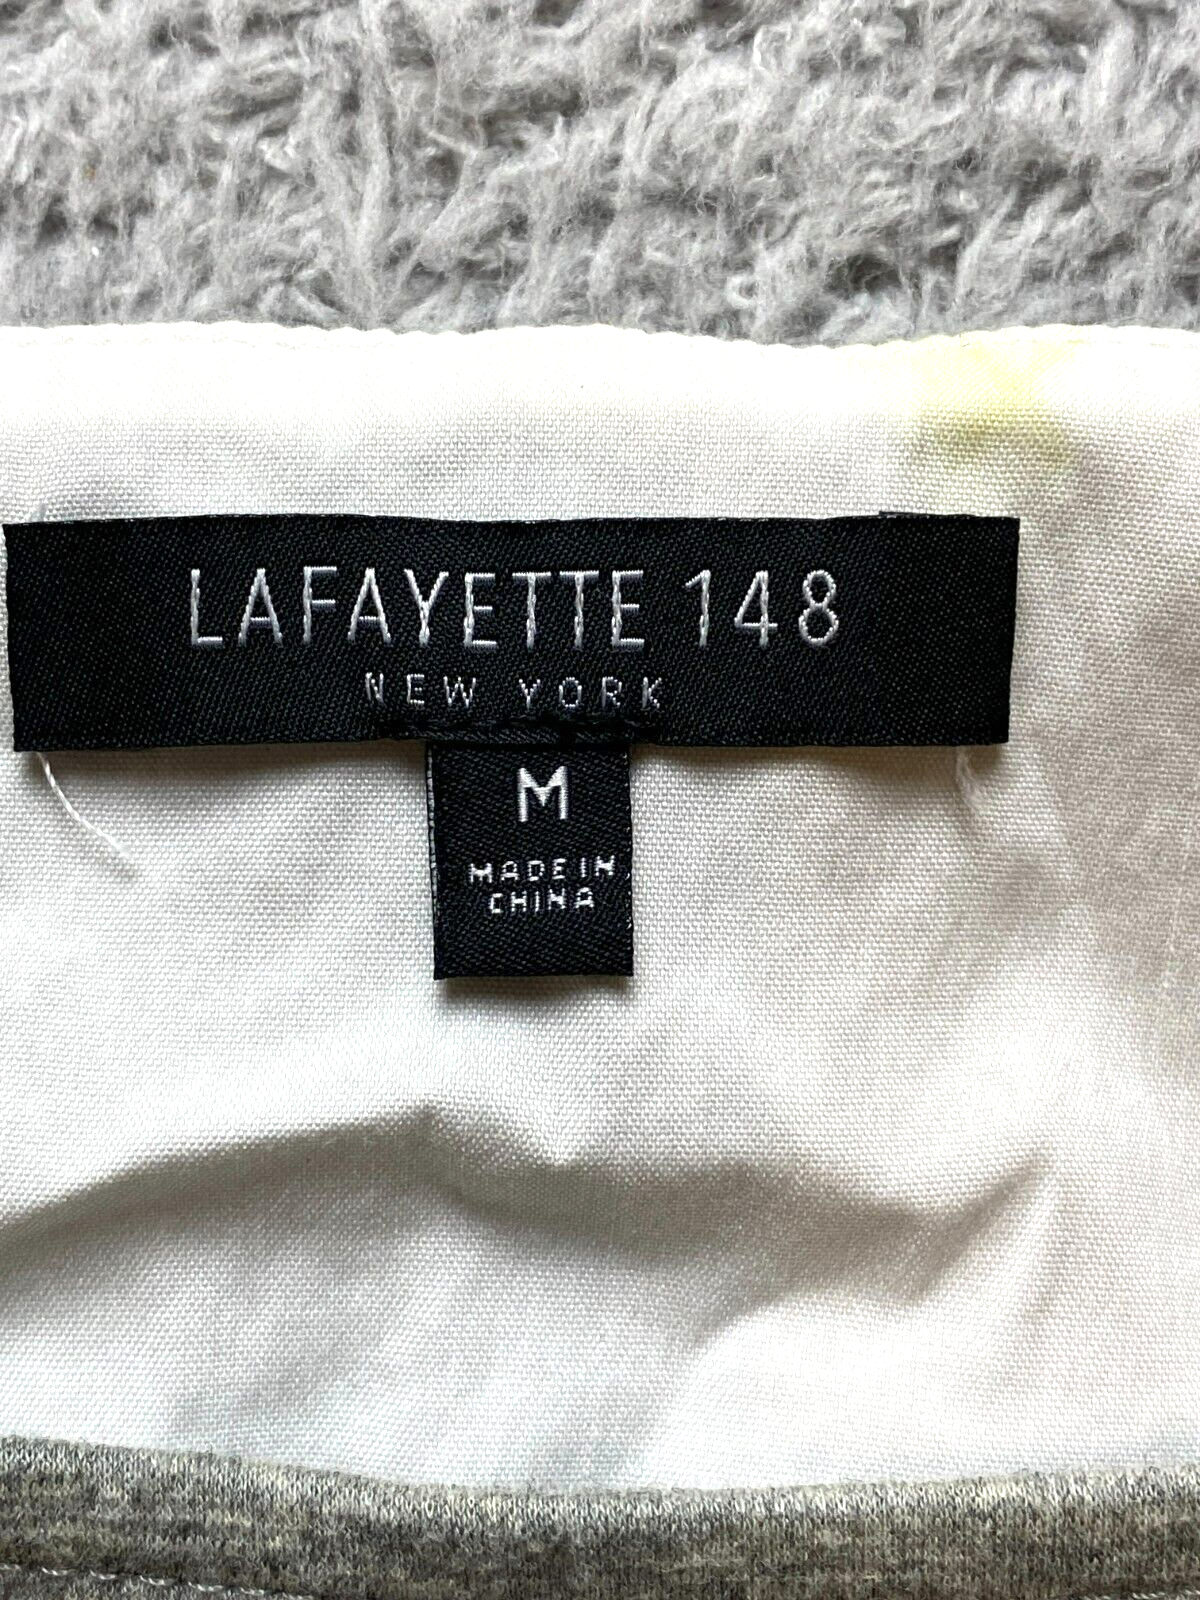 LAFAYETTE 148
NEW YORK
M
MADE IN
CHINA